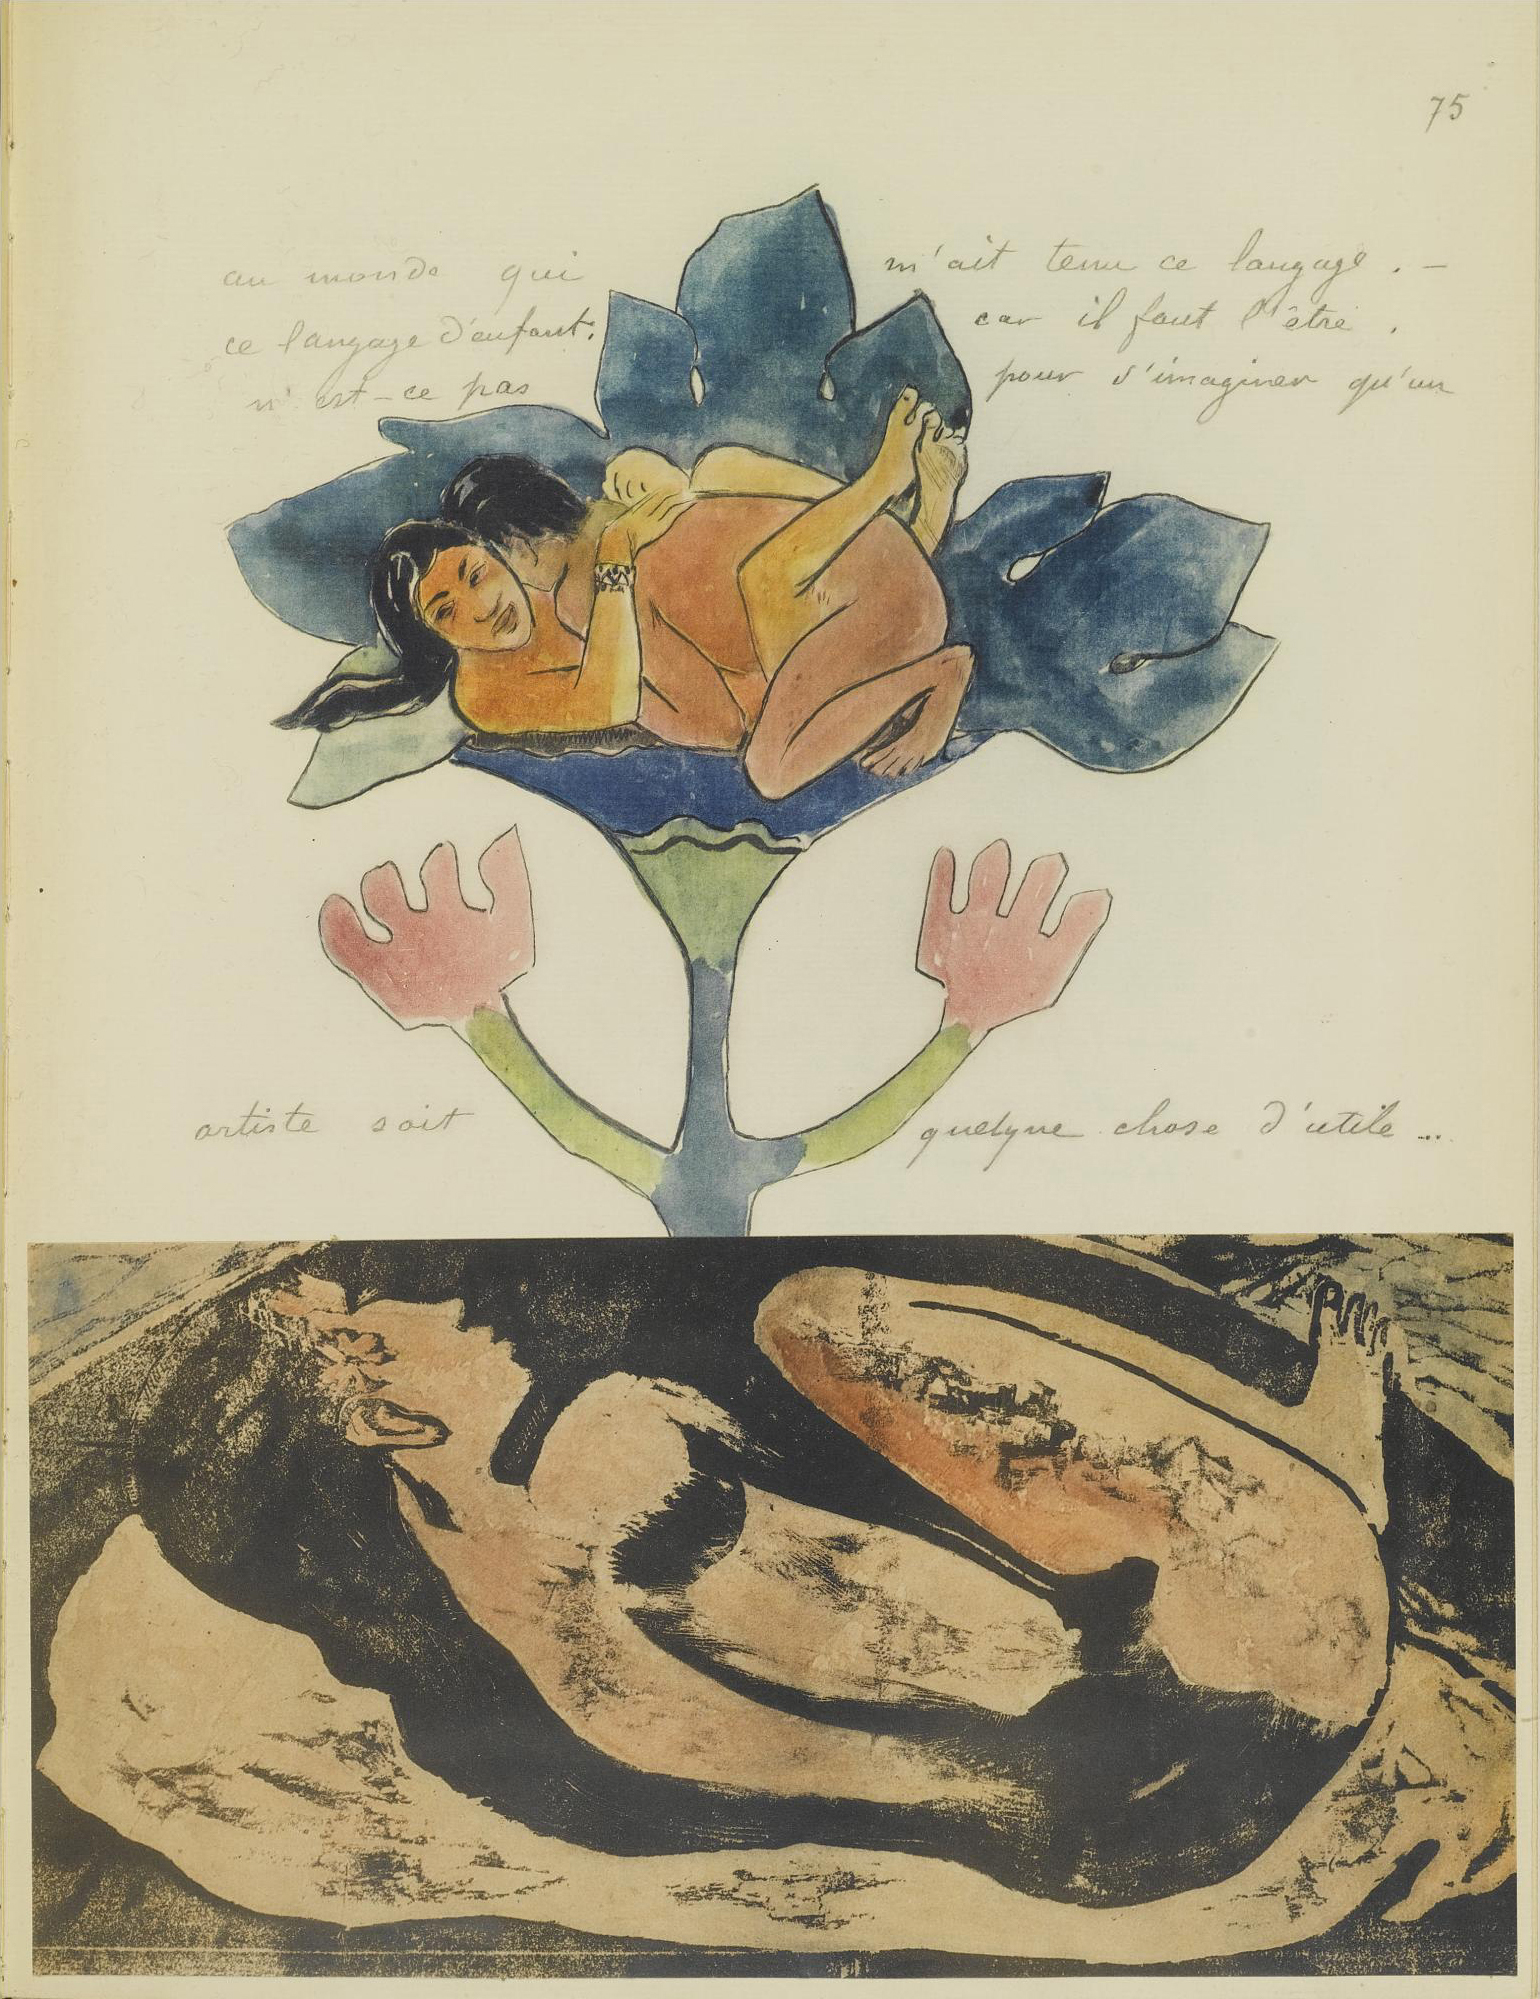 75
au monde qui m'ait tenu ce langage . —
ce langage d'enfant. car il faut l'être .
n'est-ce pas pour s'imaginer qu'un
artiste soit quelque chose d'utile ...